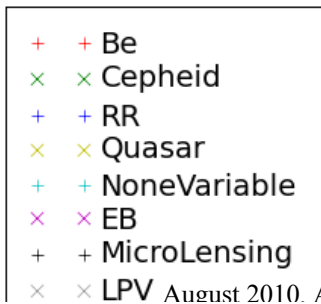 Be
Cepheid
RR
Quasar
NoneVariable
EB
MicroLensing
LPV August 2010, A